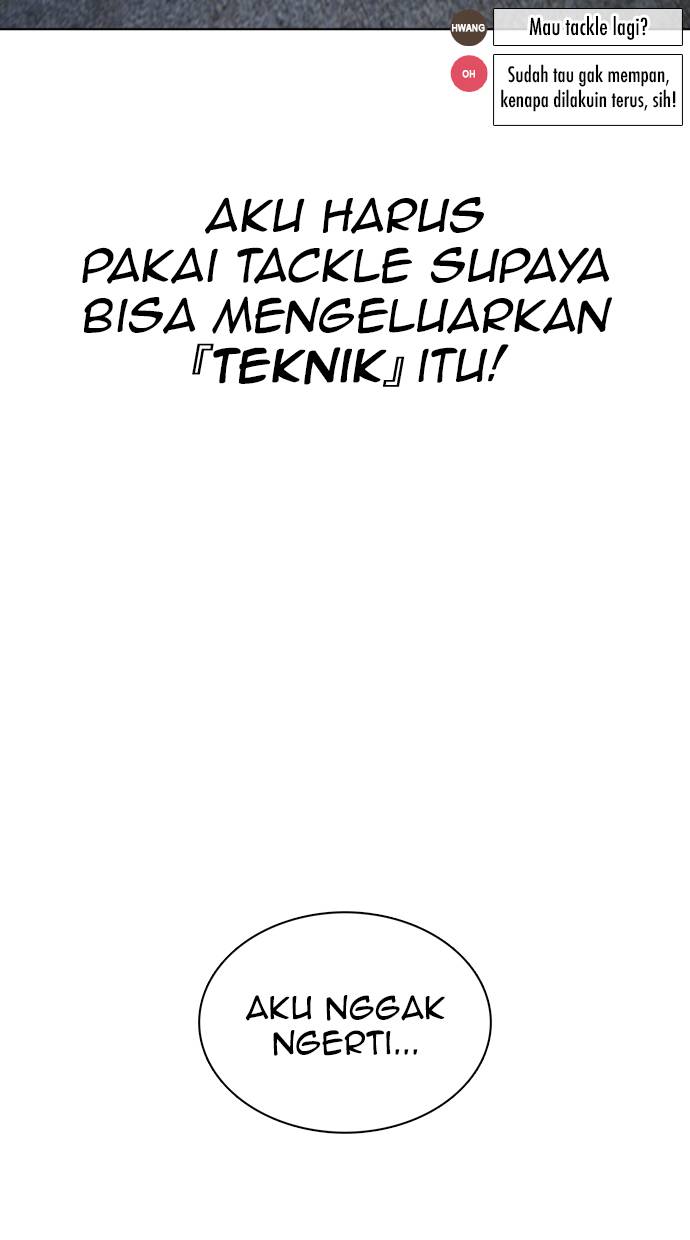 HWANG
Mau tackle lagi?
OH
Sudah tau gak mempan,
kenapa dilakuin terus, sih!
AKU HARUS
PAKAI TACKLE SUPAYA
BISA MENGELUARKAN
『TEKNIK』 ITU!
AKU NGGAK
NGERTI...